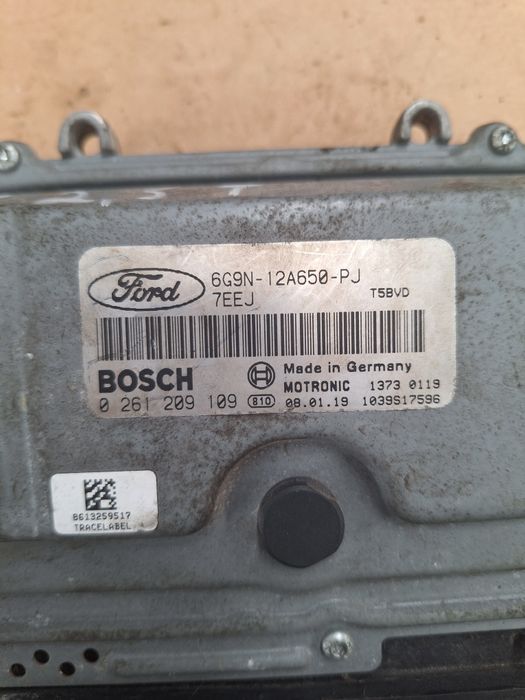 Ford
6G9N-12A650-PJ
7EEJ
T5BVD
BOSCH
Made in Germany
MOTRONIC 1373 0119
0 261 209 109 810 08.01.19 1039S17596
B613259517
TRACELABEL